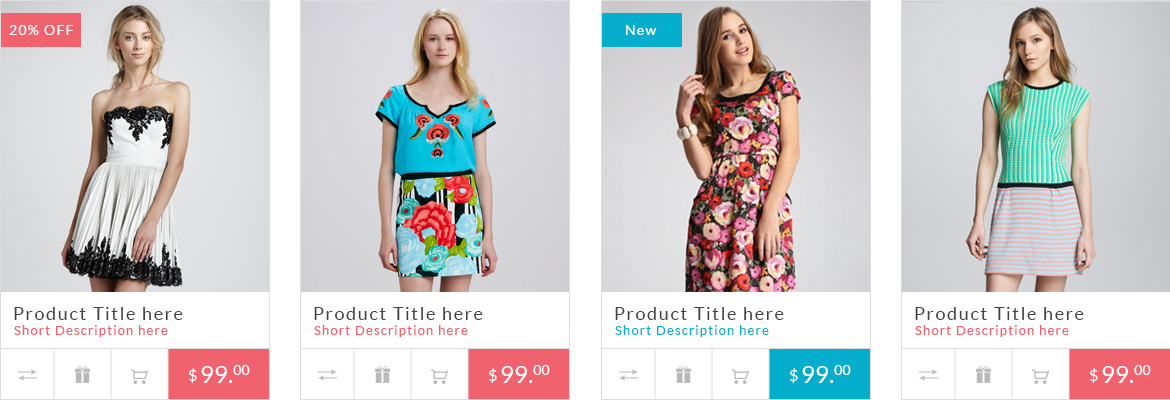 20% OFF
Product Title here
Short Description here
$99.00
Product Title here
Short Description here
$99.00
New
Product Title here
Short Description here
$99.00
Product Title here
Short Description here
$99.00